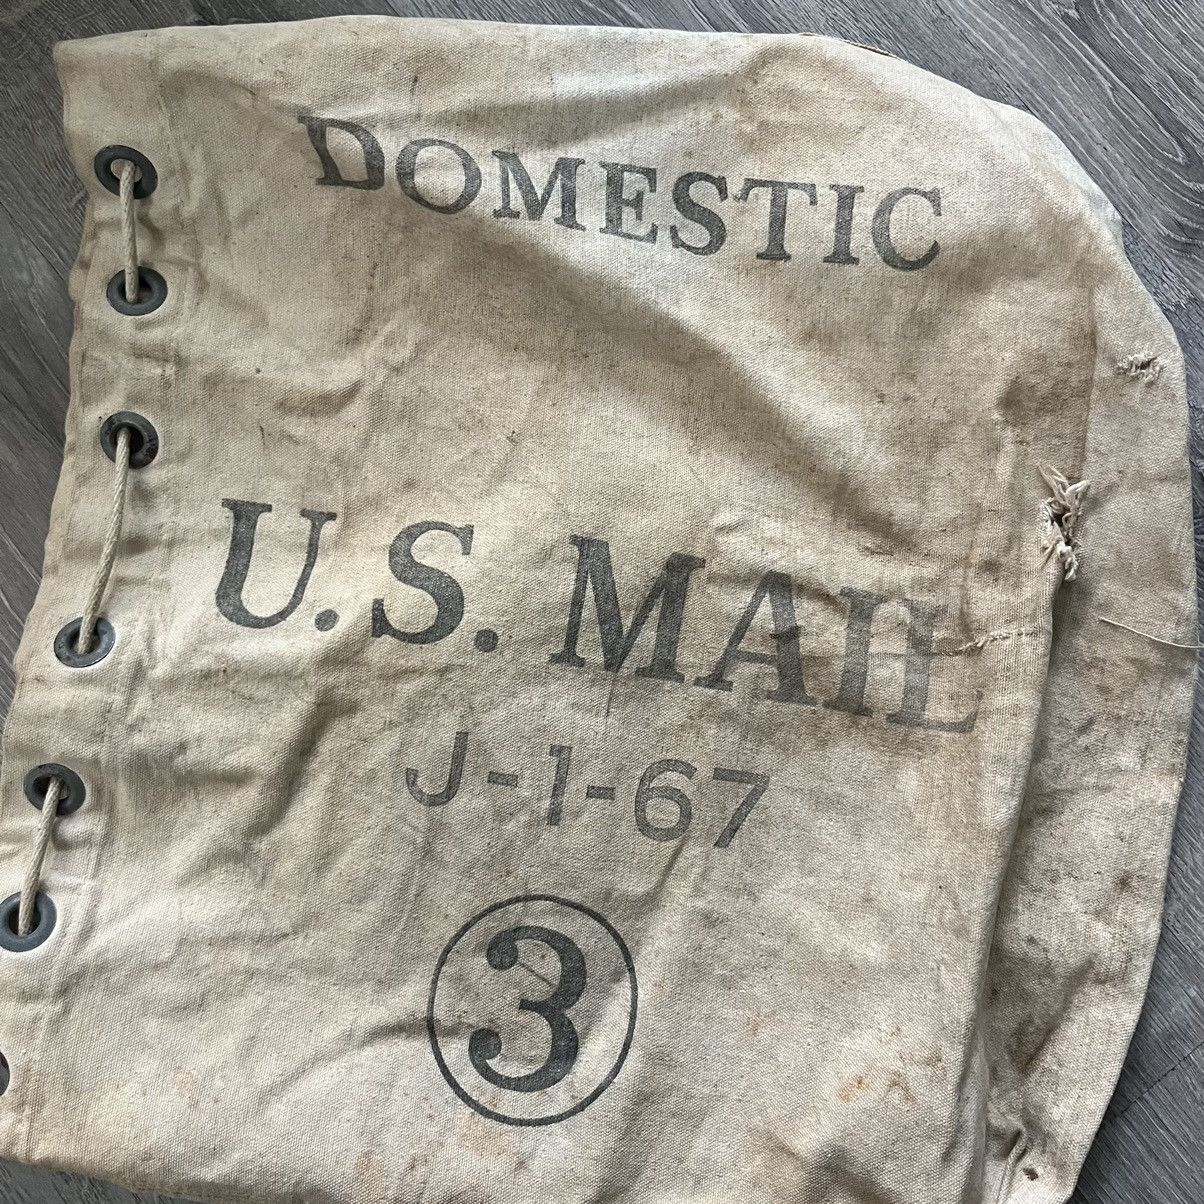 DOMESTIC
U.S. MAIL
J-1-67
3